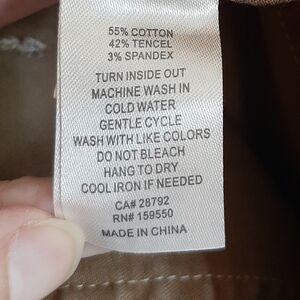 55% COTTON
42% TENCEL
3% SPANDEX
TURN INSIDE OUT
MACHINE WASH IN
COLD WATER
GENTLE CYCLE
WASH WITH LIKE COLORS
DO NOT BLEACH
HANG TO DRY
COOL IRON IF NEEDED
CA# 28792
RN# 159550
MADE IN CHINA